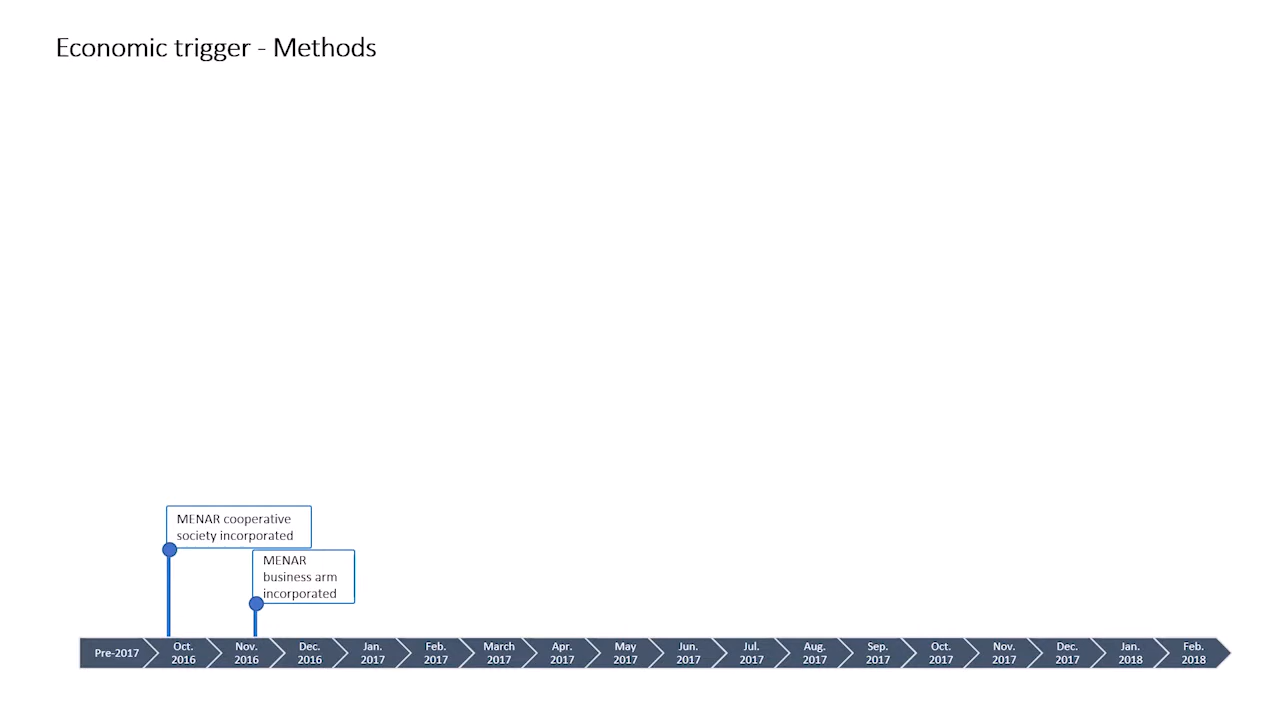 Economic trigger - Methods
MENAR cooperative
society incorporated
MENAR
business arm
incorporated
Pre-2017
Oct.
2016
Nov.
2016
Dec.
2016
Jan.
2017
Feb.
2017
March
2017
Apr.
2017
May
2017
Jun.
2017
Jul.
2017
Aug.
2017
Sep.
2017
Oct.
2017
Nov.
2017
Dec.
2017
Jan.
2018
Feb.
2018